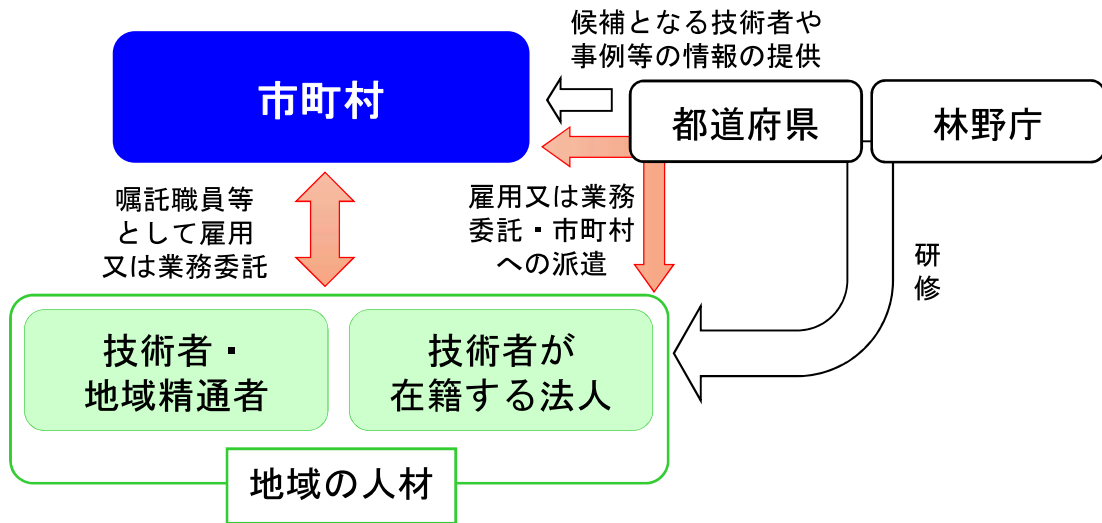 候補となる技術者や
事例等の情報の提供
市町村
都道府県
林野庁
嘱託職員等
として雇用
又は業務委託
雇用又は業務
委託・市町村
への派遣
研
修
技術者・
地域精通者
技術者が
在籍する法人
地域の人材